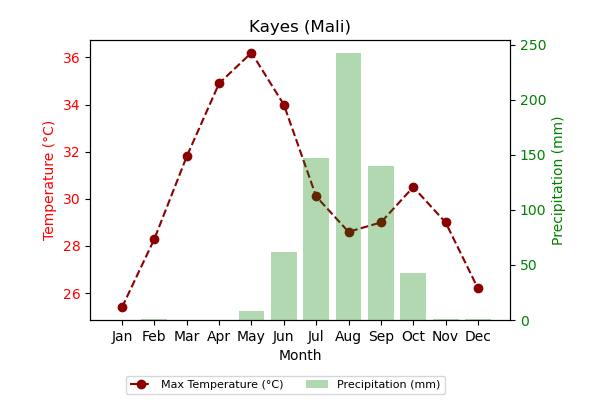 Kayes (Mali)
36
34
32
30
28
26
Temperature (°C)
250
200
150
100
50
0
Precipitation (mm)
Jan Feb Mar Apr May Jun Jul Aug Sep Oct Nov Dec
Month
Max Temperature (°C) Precipitation (mm)